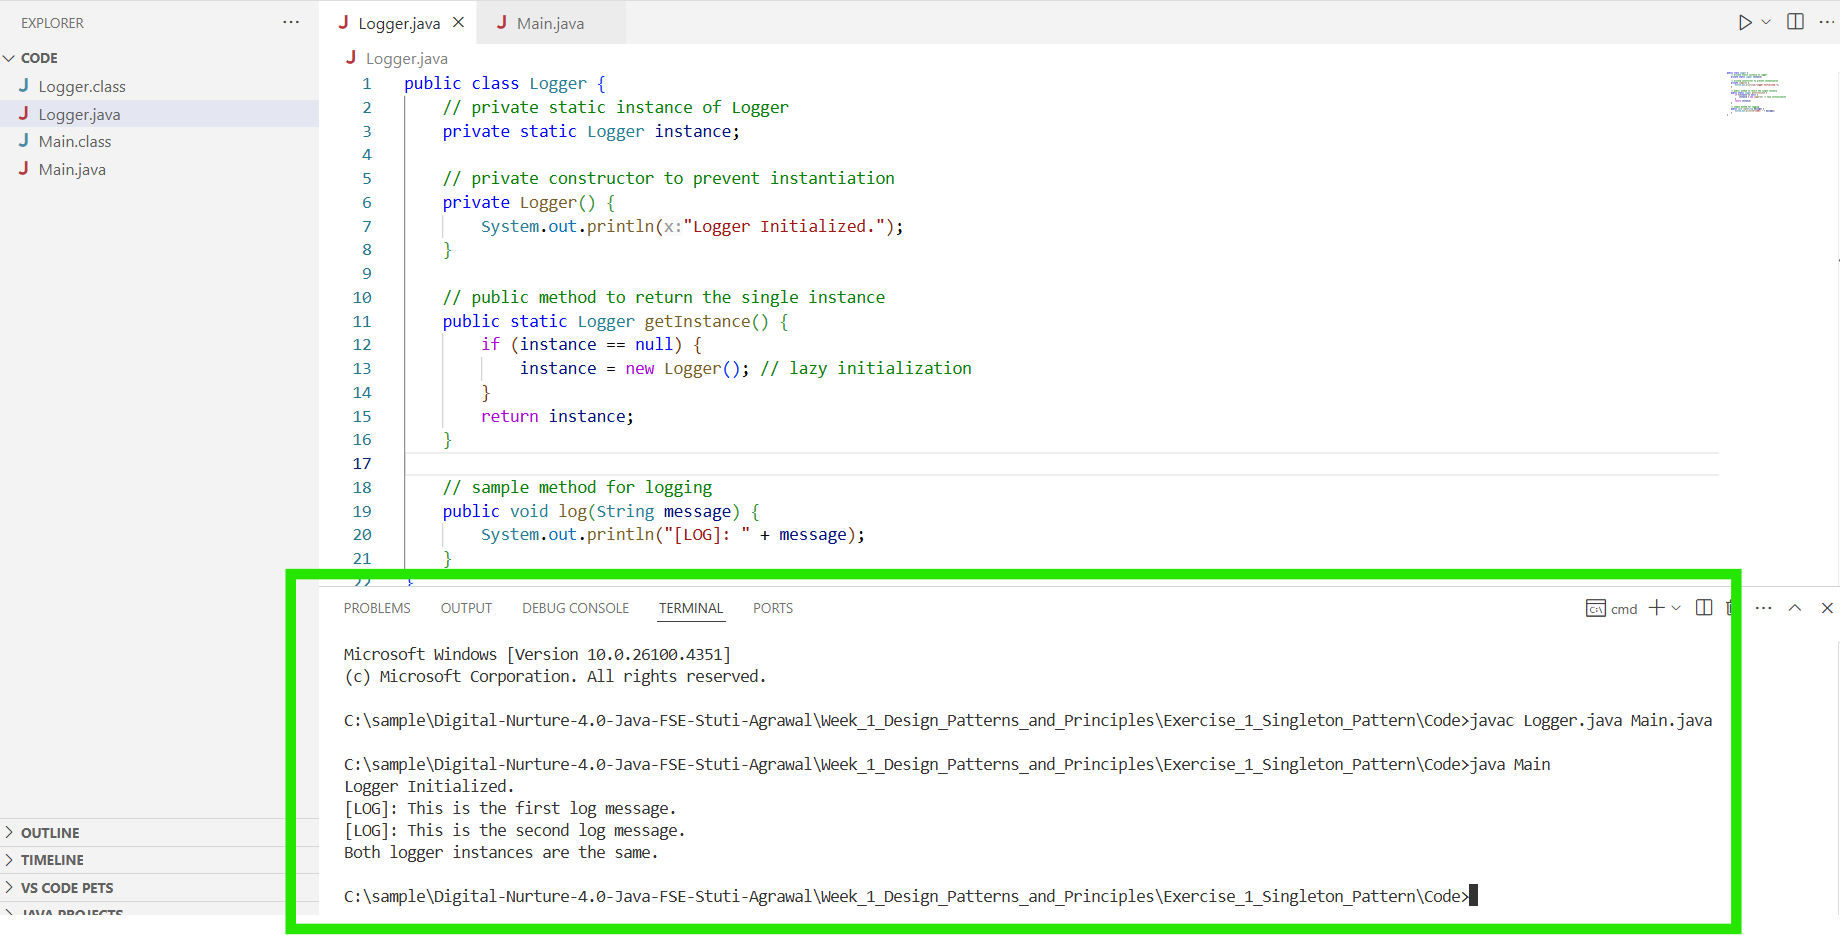 EXPLORER
CODE
Logger.class
Logger.java
Main.class
Main.java
OUTLINE
TIMELINE
VS CODE PETS
JAVA PROJECTS
Logger.java
Main.java
Logger.java
1 public class Logger {
2 // private static instance of Logger
3 private static Logger instance;
4
5 // private constructor to prevent instantiation
6 private Logger() {
7 System.out.println(x:"Logger Initialized.");
8 }
9
10 // public method to return the single instance
11 public static Logger getInstance() {
12 if (instance == null) {
13 instance = new Logger(); // lazy initialization
14 }
15 return instance;
16 }
17
18 // sample method for logging
19 public void log(String message) {
20 System.out.println("[LOG]: " + message);
21 }
22 }
PROBLEMS OUTPUT DEBUG CONSOLE TERMINAL PORTS cmd
Microsoft Windows [Version 10.0.26100.4351]
(c) Microsoft Corporation. All rights reserved.
C:\sample\Digital-Nurture-4.0-Java-FSE-Stuti-Agrawal\Week_1_Design_Patterns_and_Principles\Exercise_1_Singleton_Pattern\Code>javac Logger.java Main.java
C:\sample\Digital-Nurture-4.0-Java-FSE-Stuti-Agrawal\Week_1_Design_Patterns_and_Principles\Exercise_1_Singleton_Pattern\Code>java Main
Logger Initialized.
[LOG]: This is the first log message.
[LOG]: This is the second log message.
Both logger instances are the same.
C:\sample\Digital-Nurture-4.0-Java-FSE-Stuti-Agrawal\Week_1_Design_Patterns_and_Principles\Exercise_1_Singleton_Pattern\Code>